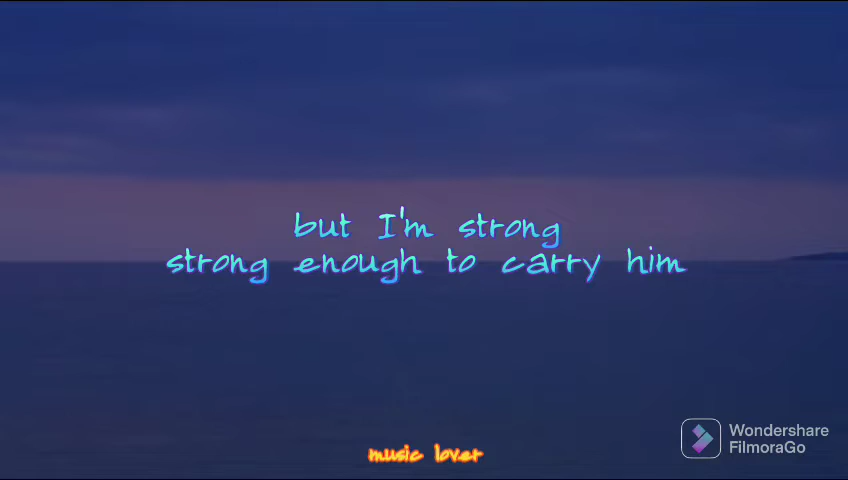 but I'm strong
strong enough to carry him
music lover
Wondershare
FilmoraGo